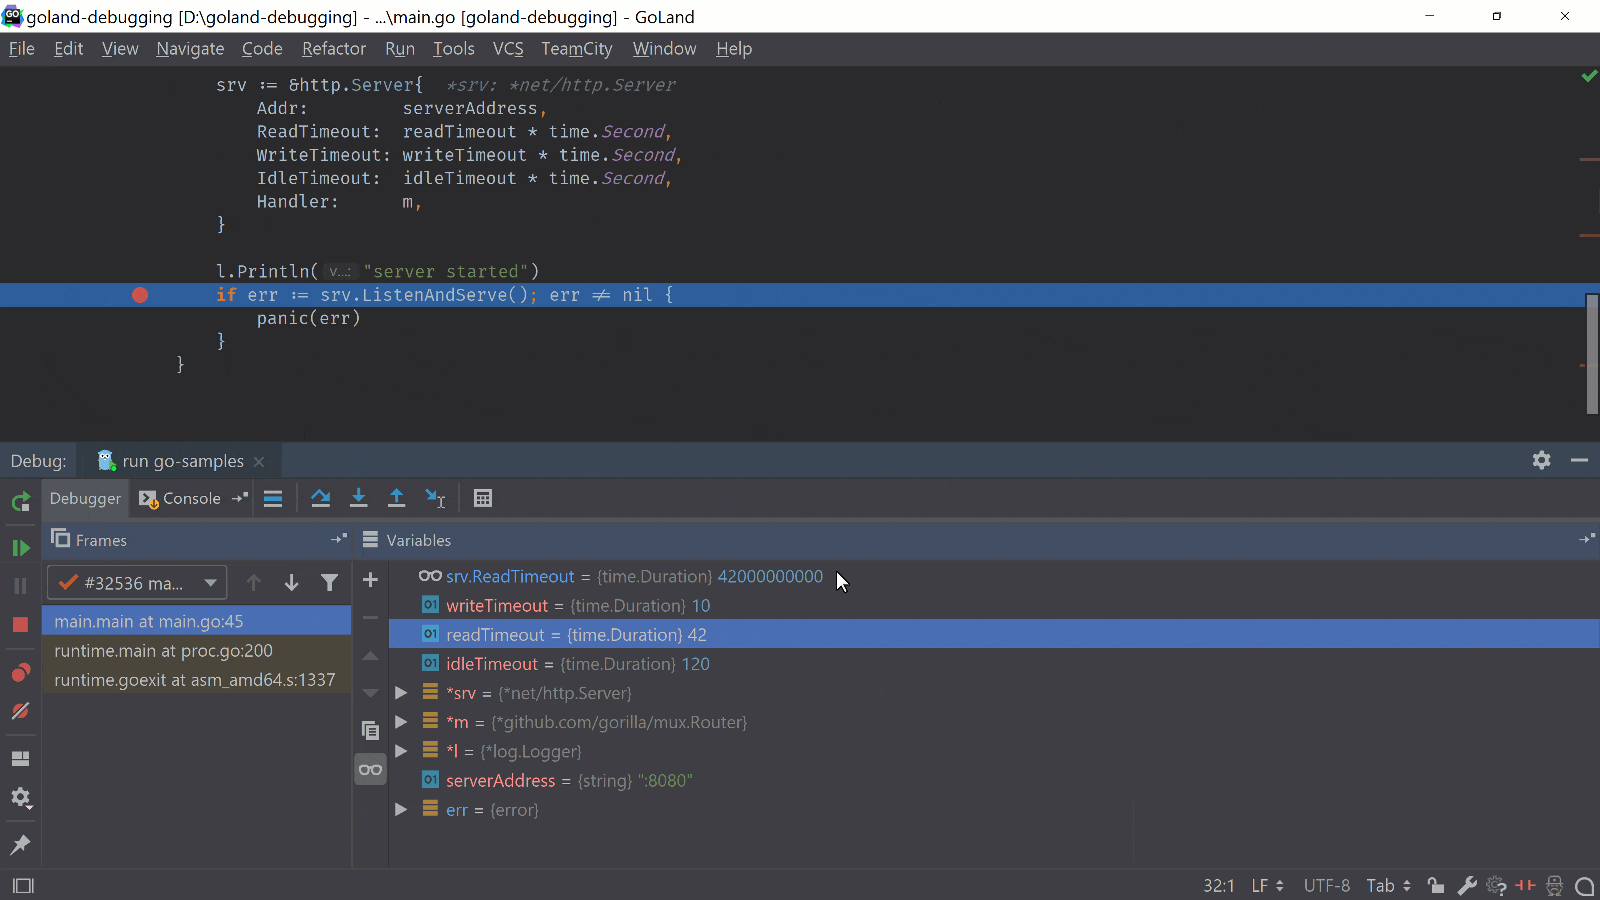 goland-debugging [D:\goland-debugging] - ...\main.go [goland-debugging] - GoLand
File Edit View Navigate Code Refactor Run Tools VCS TeamCity Window Help
srv := &http.Server{ *srv: *net/http.Server
Addr: serverAddress,
ReadTimeout: readTimeout * time.Second,
WriteTimeout: writeTimeout * time.Second,
IdleTimeout: idleTimeout * time.Second,
Handler: m,
}
l.Println( v...: "server started")
if err := srv.ListenAndServe(); err ≠ nil {
panic(err)
}
}
Debug: run go-samples
Debugger Console
Frames Variables
#32536 ma...
main.main at main.go:45
runtime.main at proc.go:200
runtime.goexit at asm_amd64.s:1337
srv.ReadTimeout = {time.Duration} 42000000000
01 writeTimeout = {time.Duration} 10
01 readTimeout = {time.Duration} 42
01 idleTimeout = {time.Duration} 120
*srv = {*net/http.Server}
*m = {*github.com/gorilla/mux.Router}
*l = {*log.Logger}
01 serverAddress = {string} ":8080"
err = {error}
32:1 LF UTF-8 Tab